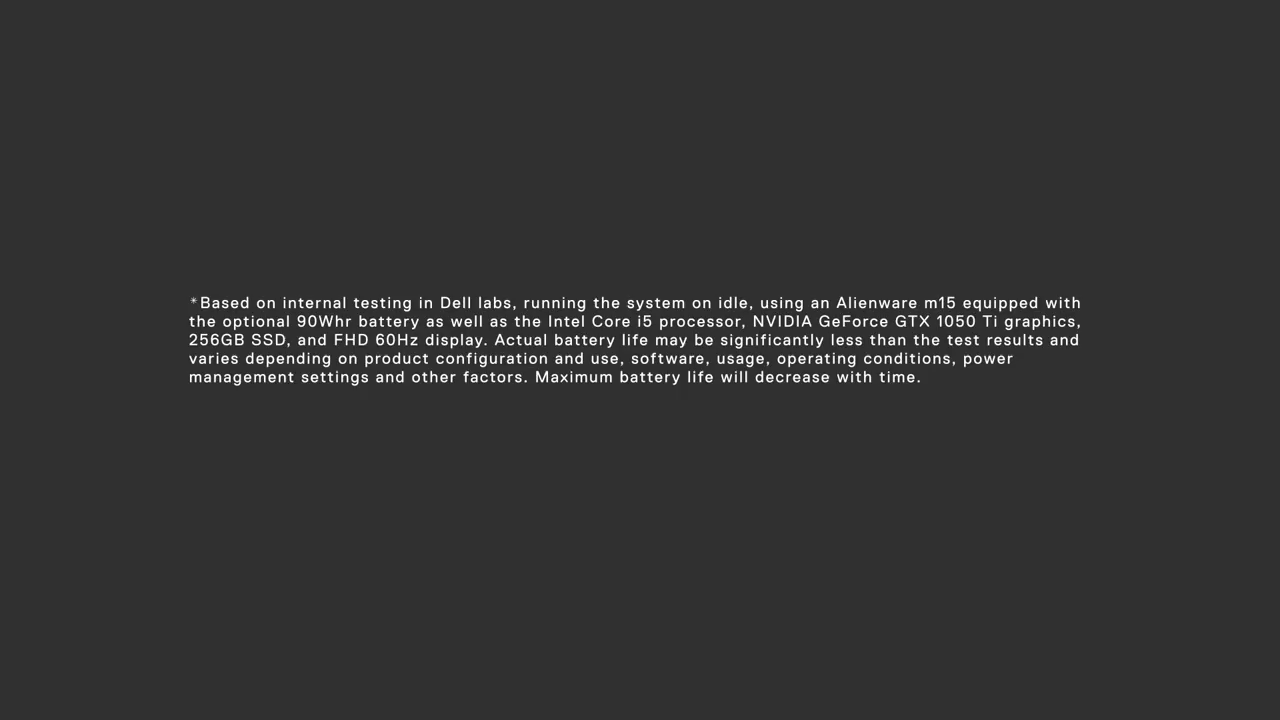 *Based on internal testing in Dell labs, running the system on idle, using an Alienware m15 equipped with
the optional 90Whr battery as well as the Intel Core i5 processor, NVIDIA GeForce GTX 1050 Ti graphics,
256GB SSD, and FHD 60Hz display. Actual battery life may be significantly less than the test results and
varies depending on product configuration and use, software, usage, operating conditions, power
management settings and other factors. Maximum battery life will decrease with time.